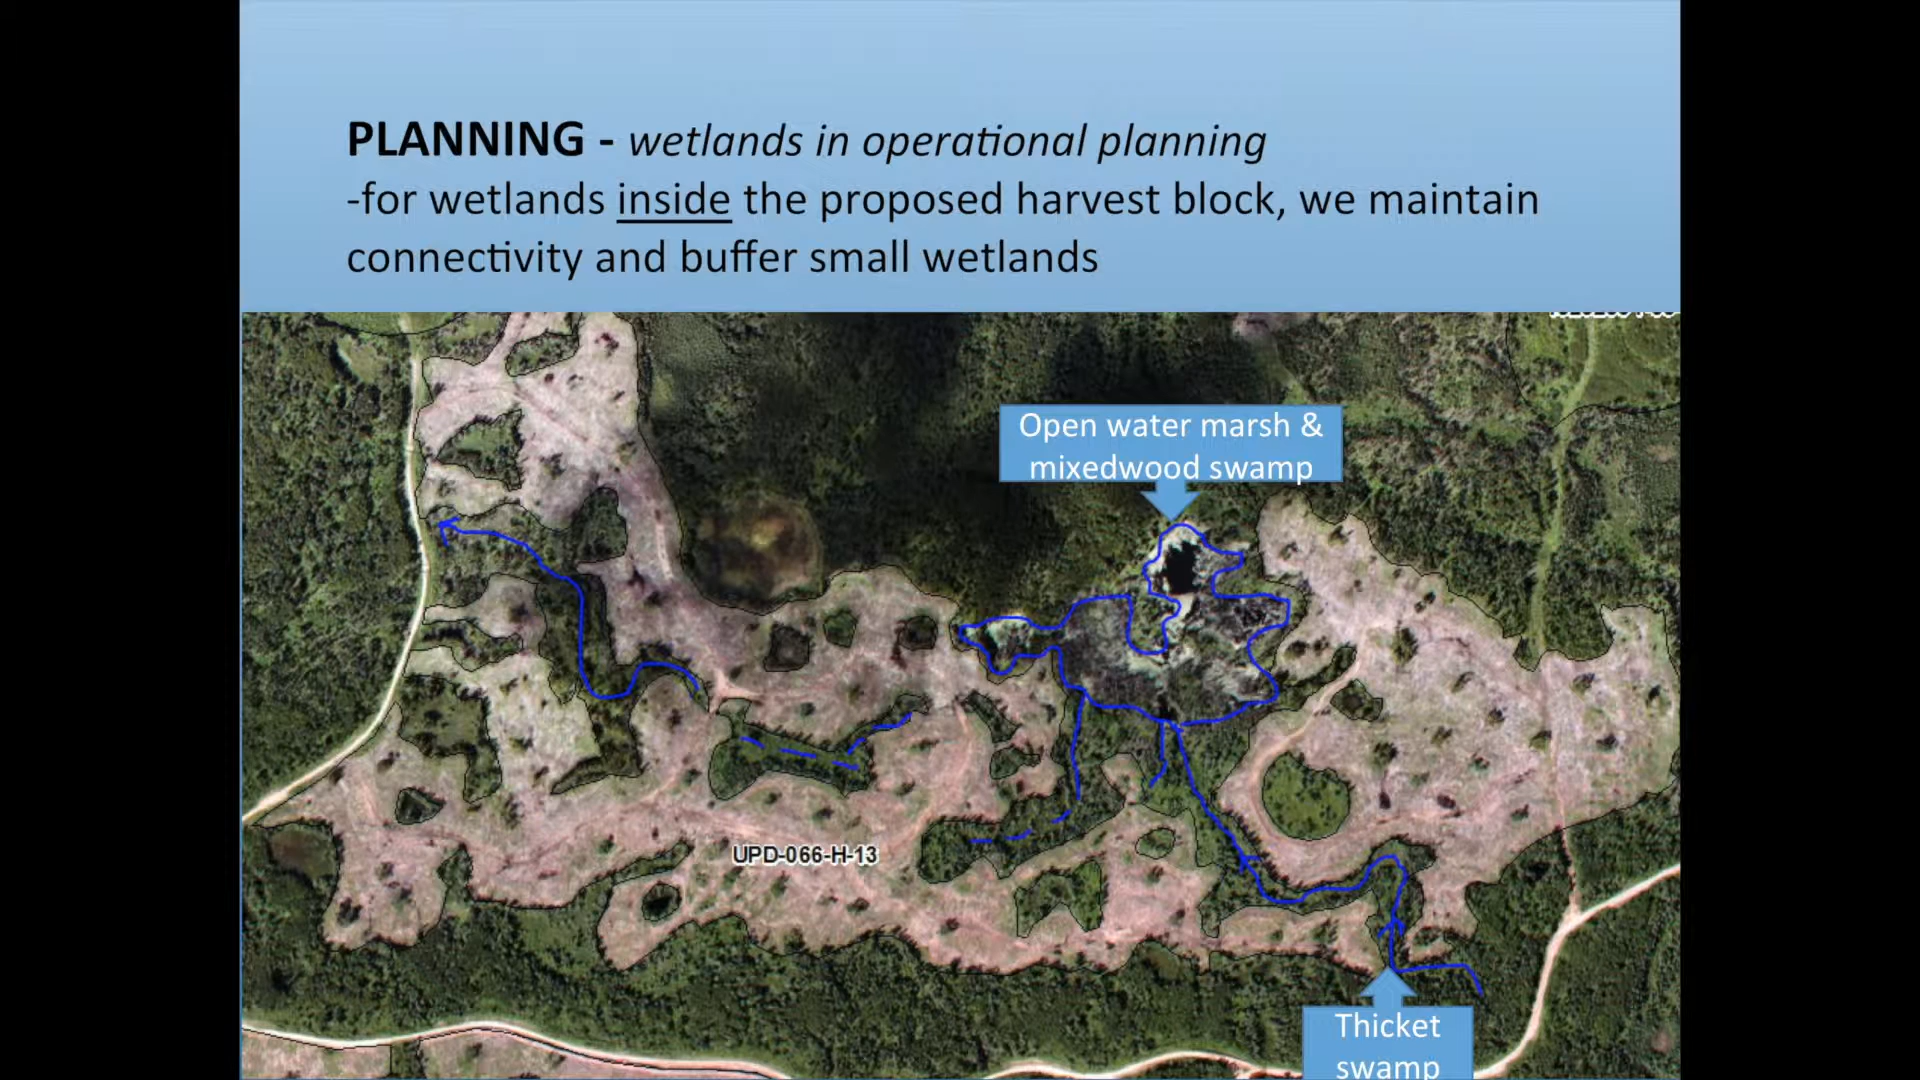 PLANNING - wetlands in operational planning
-for wetlands inside the proposed harvest block, we maintain
connectivity and buffer small wetlands
Open water marsh &
mixedwood swamp
UPD-066-H-13
Thicket
swamp